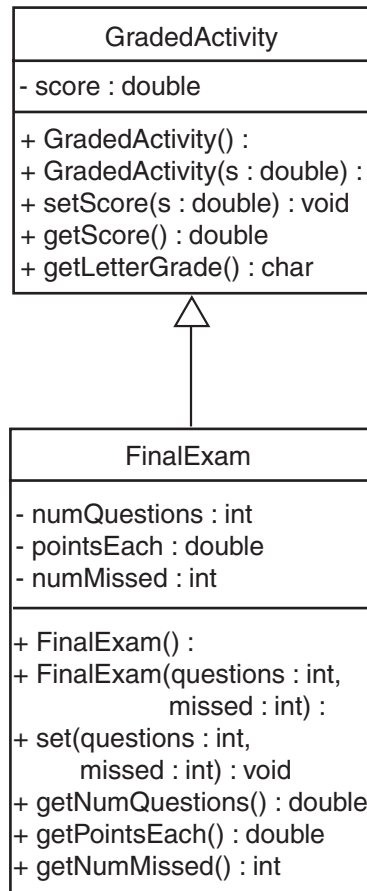 GradedActivity
- score : double
+ GradedActivity() :
+ GradedActivity(s : double) :
+ setScore(s : double) : void
+ getScore() : double
+ getLetterGrade() : char
FinalExam
- numQuestions : int
- pointsEach : double
- numMissed : int
+ FinalExam() :
+ FinalExam(questions : int,
missed : int) :
+ set(questions : int,
missed : int) : void
+ getNumQuestions() : double
+ getPointsEach() : double
+ getNumMissed() : int